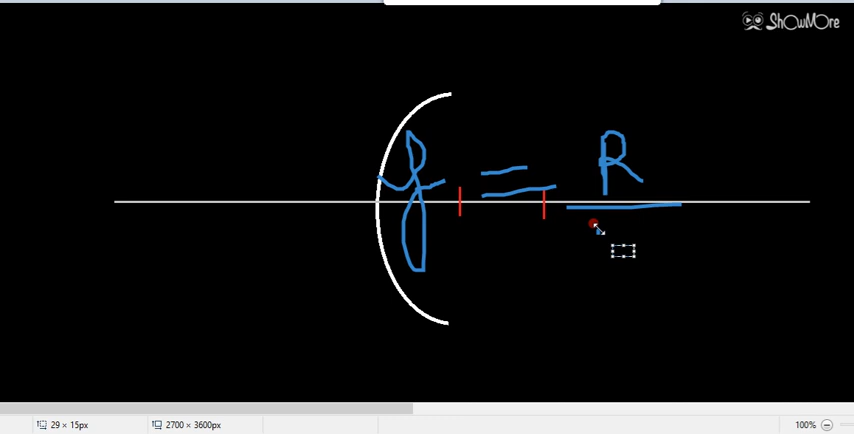 ShowMore
f = R
29 × 15px
2700 × 3600px
100%